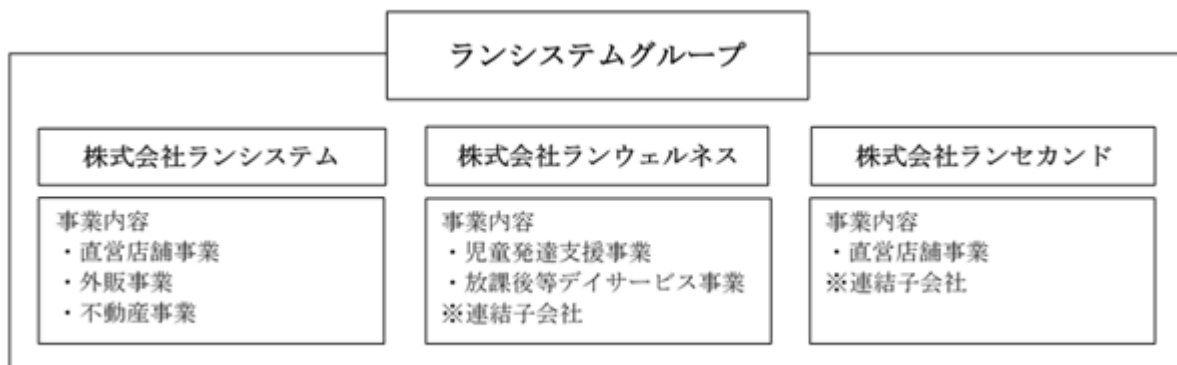 ランシステムグループ
株式会社ランシステム
事業内容
・直営店舗事業
・外販事業
・不動産事業
株式会社ランウェルネス
事業内容
・児童発達支援事業
・放課後等デイサービス事業
※連結子会社
株式会社ランセカンド
事業内容
・直営店舗事業
※連結子会社